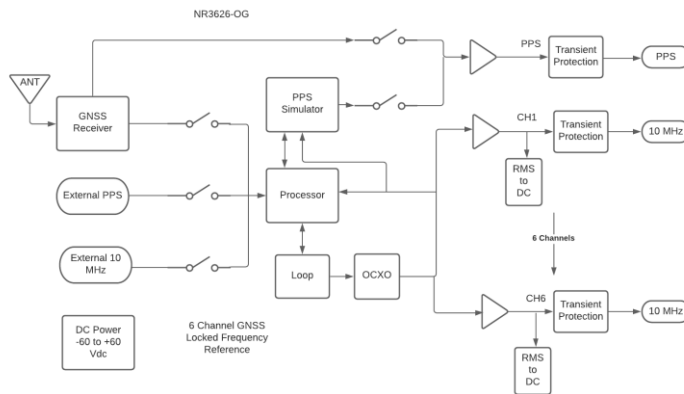 NR3626-OG
PPS
Transient
Protection
PPS
ANT
GNSS
Receiver
PPS
Simulator
CH1
Transient
Protection
10 MHz
RMS
to
DC
External PPS
Processor
6 Channels
External 10
MHz
Loop
OCXO
CH6
Transient
Protection
10 MHz
DC Power
-60 to +60
Vdc
6 Channel GNSS
Locked Frequency
Reference
RMS
to
DC